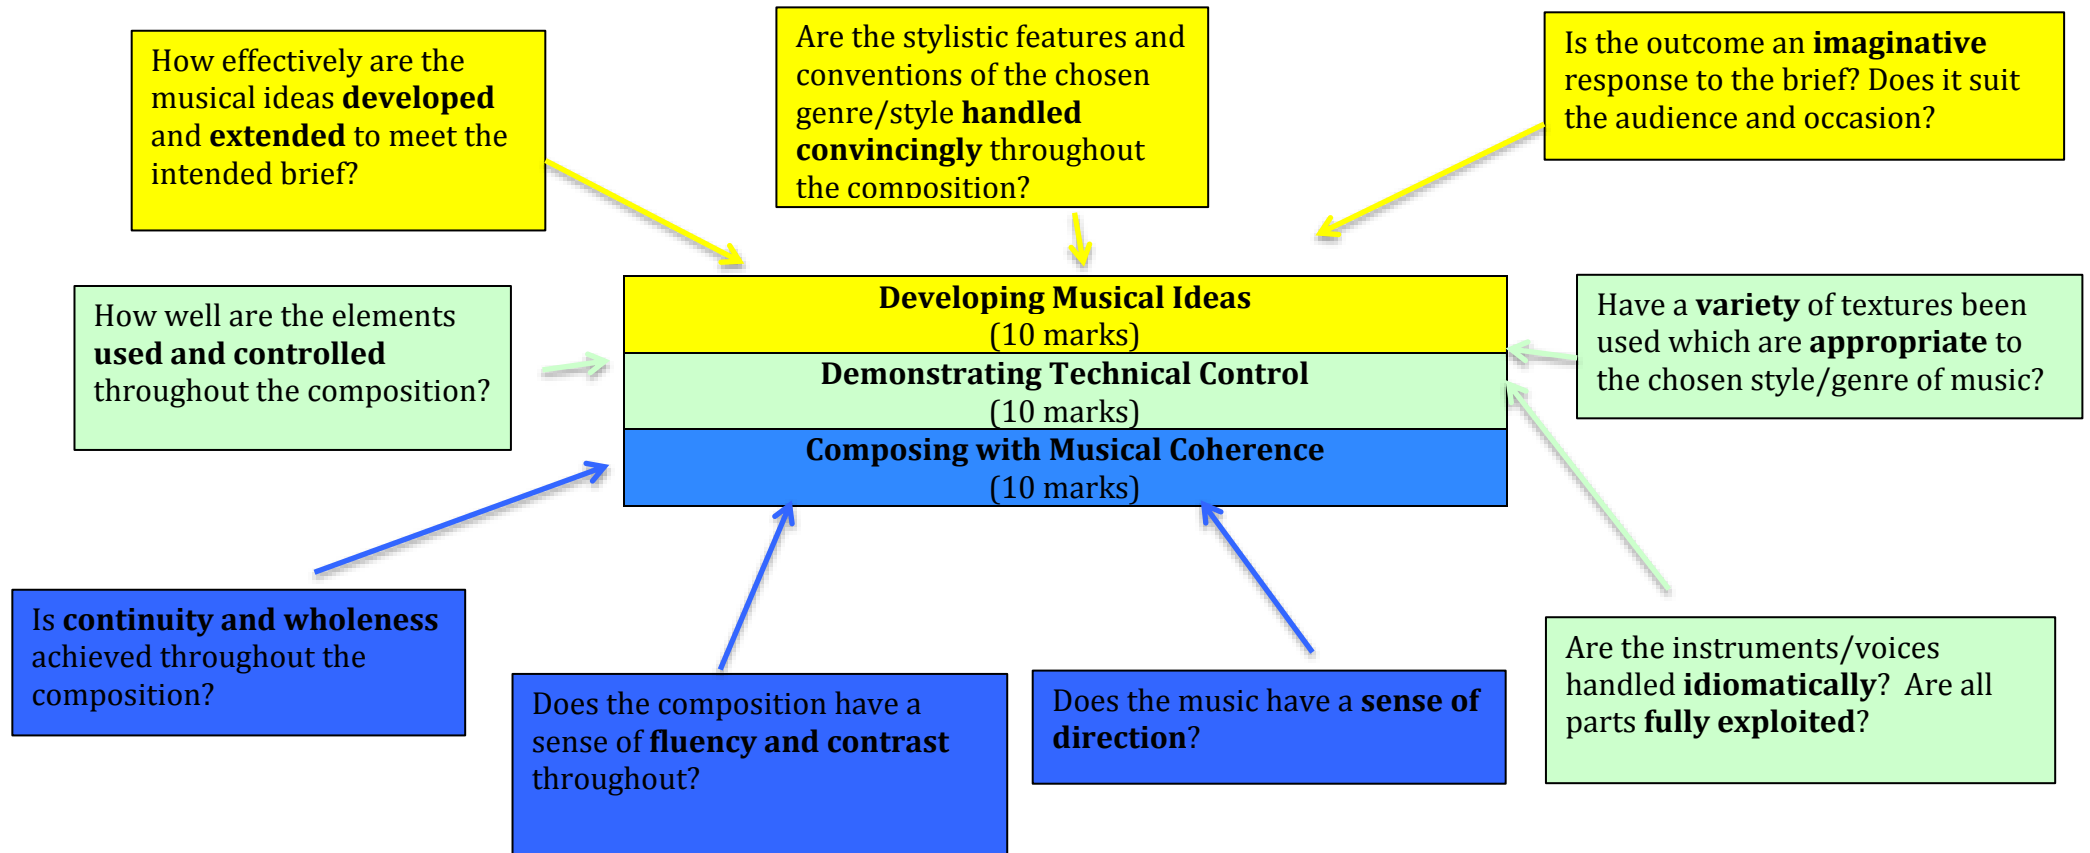 How effectively are the
musical ideas developed
and extended to meet the
intended brief?
Are the stylistic features and
conventions of the chosen
genre/style handled
convincingly throughout
the composition?
Is the outcome an imaginative
response to the brief? Does it suit
the audience and occasion?
How well are the elements
used and controlled
throughout the composition?
Developing Musical Ideas
(10 marks)
Demonstrating Technical Control
(10 marks)
Composing with Musical Coherence
(10 marks)
Have a variety of textures been
used which are appropriate to
the chosen style/genre of music?
Is continuity and wholeness
achieved throughout the
composition?
Does the composition have a
sense of fluency and contrast
throughout?
Does the music have a sense of
direction?
Are the instruments/voices
handled idiomatically? Are all
parts fully exploited?